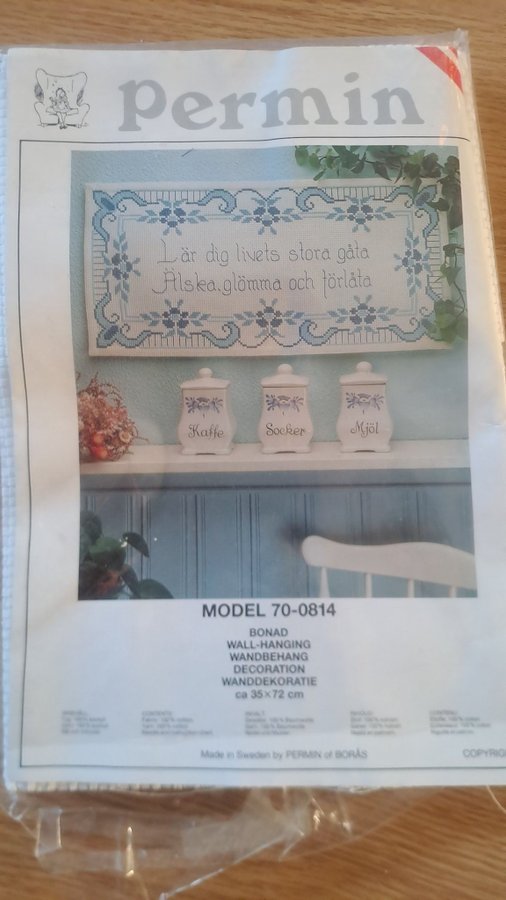 Permin
Lär dig livets stora gåta
Älska, glömma och förlåta
Kaffe
Socker
Mjöl
MODEL 70-0814
BONAD
WALL-HANGING
WANDBEHANG
DECORATION
WANDDEKORATIE
ca 35×72 cm
Made in Sweden by PERMIN of BORÅS
COPYRIG